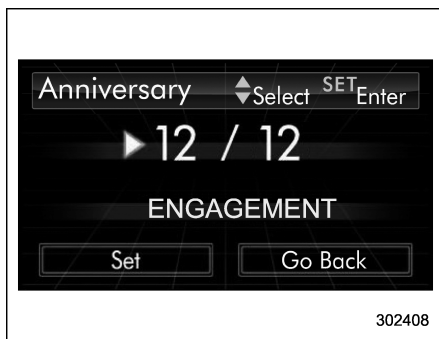 Anniversary Select SET Enter
12 / 12
ENGAGEMENT
Set Go Back
302408